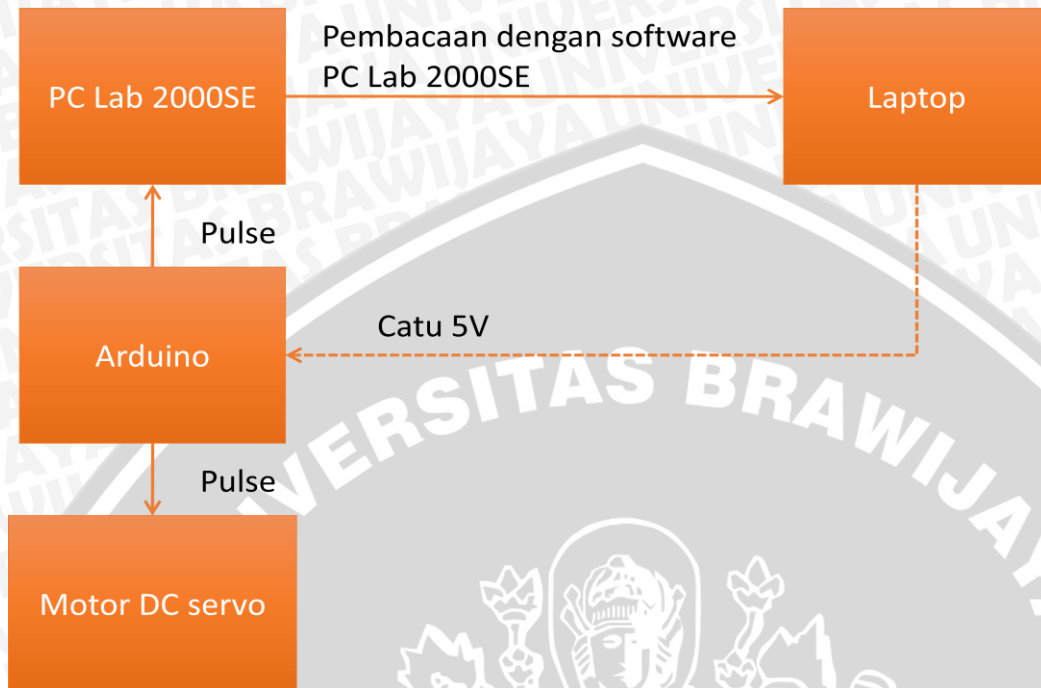 Pembacaan dengan software
PC Lab 2000SE
PC Lab 2000SE
Laptop
Pulse
Catu 5V
Arduino
Pulse
Motor DC servo
VERSITAS BRAWIJAYA